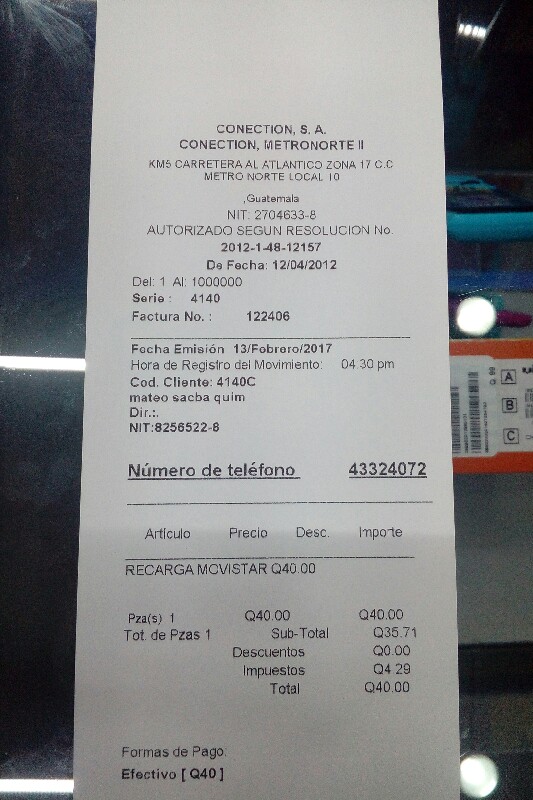 CONECTION, S. A.
CONECTION, METRONORTE II
KM5 CARRETERA AL ATLANTICO ZONA 17 C.C
METRO NORTE LOCAL 10
,Guatemala
NIT: 2704633-8
AUTORIZADO SEGUN RESOLUCION No.
2012-1-48-12157
De Fecha: 12/04/2012
Del: 1 Al: 1000000
Serie : 4140
Factura No. : 122406
Fecha Emisión 13/Febrero/2017
Hora de Registro del Movimiento: 04:30 pm
Cod. Cliente: 4140C
mateo sacba quim
Dir.:.
NIT:8256522-8
Número de teléfono 43324072
Artículo Precio Desc. Importe
RECARGA MOVISTAR Q40.00
Pza(s) 1 Q40.00 Q40.00
Tot. de Pzas 1 Sub-Total Q35.71
Descuentos Q0.00
Impuestos Q4.29
Total Q40.00
Formas de Pago:
Efectivo [ Q40 ]
A
B
C